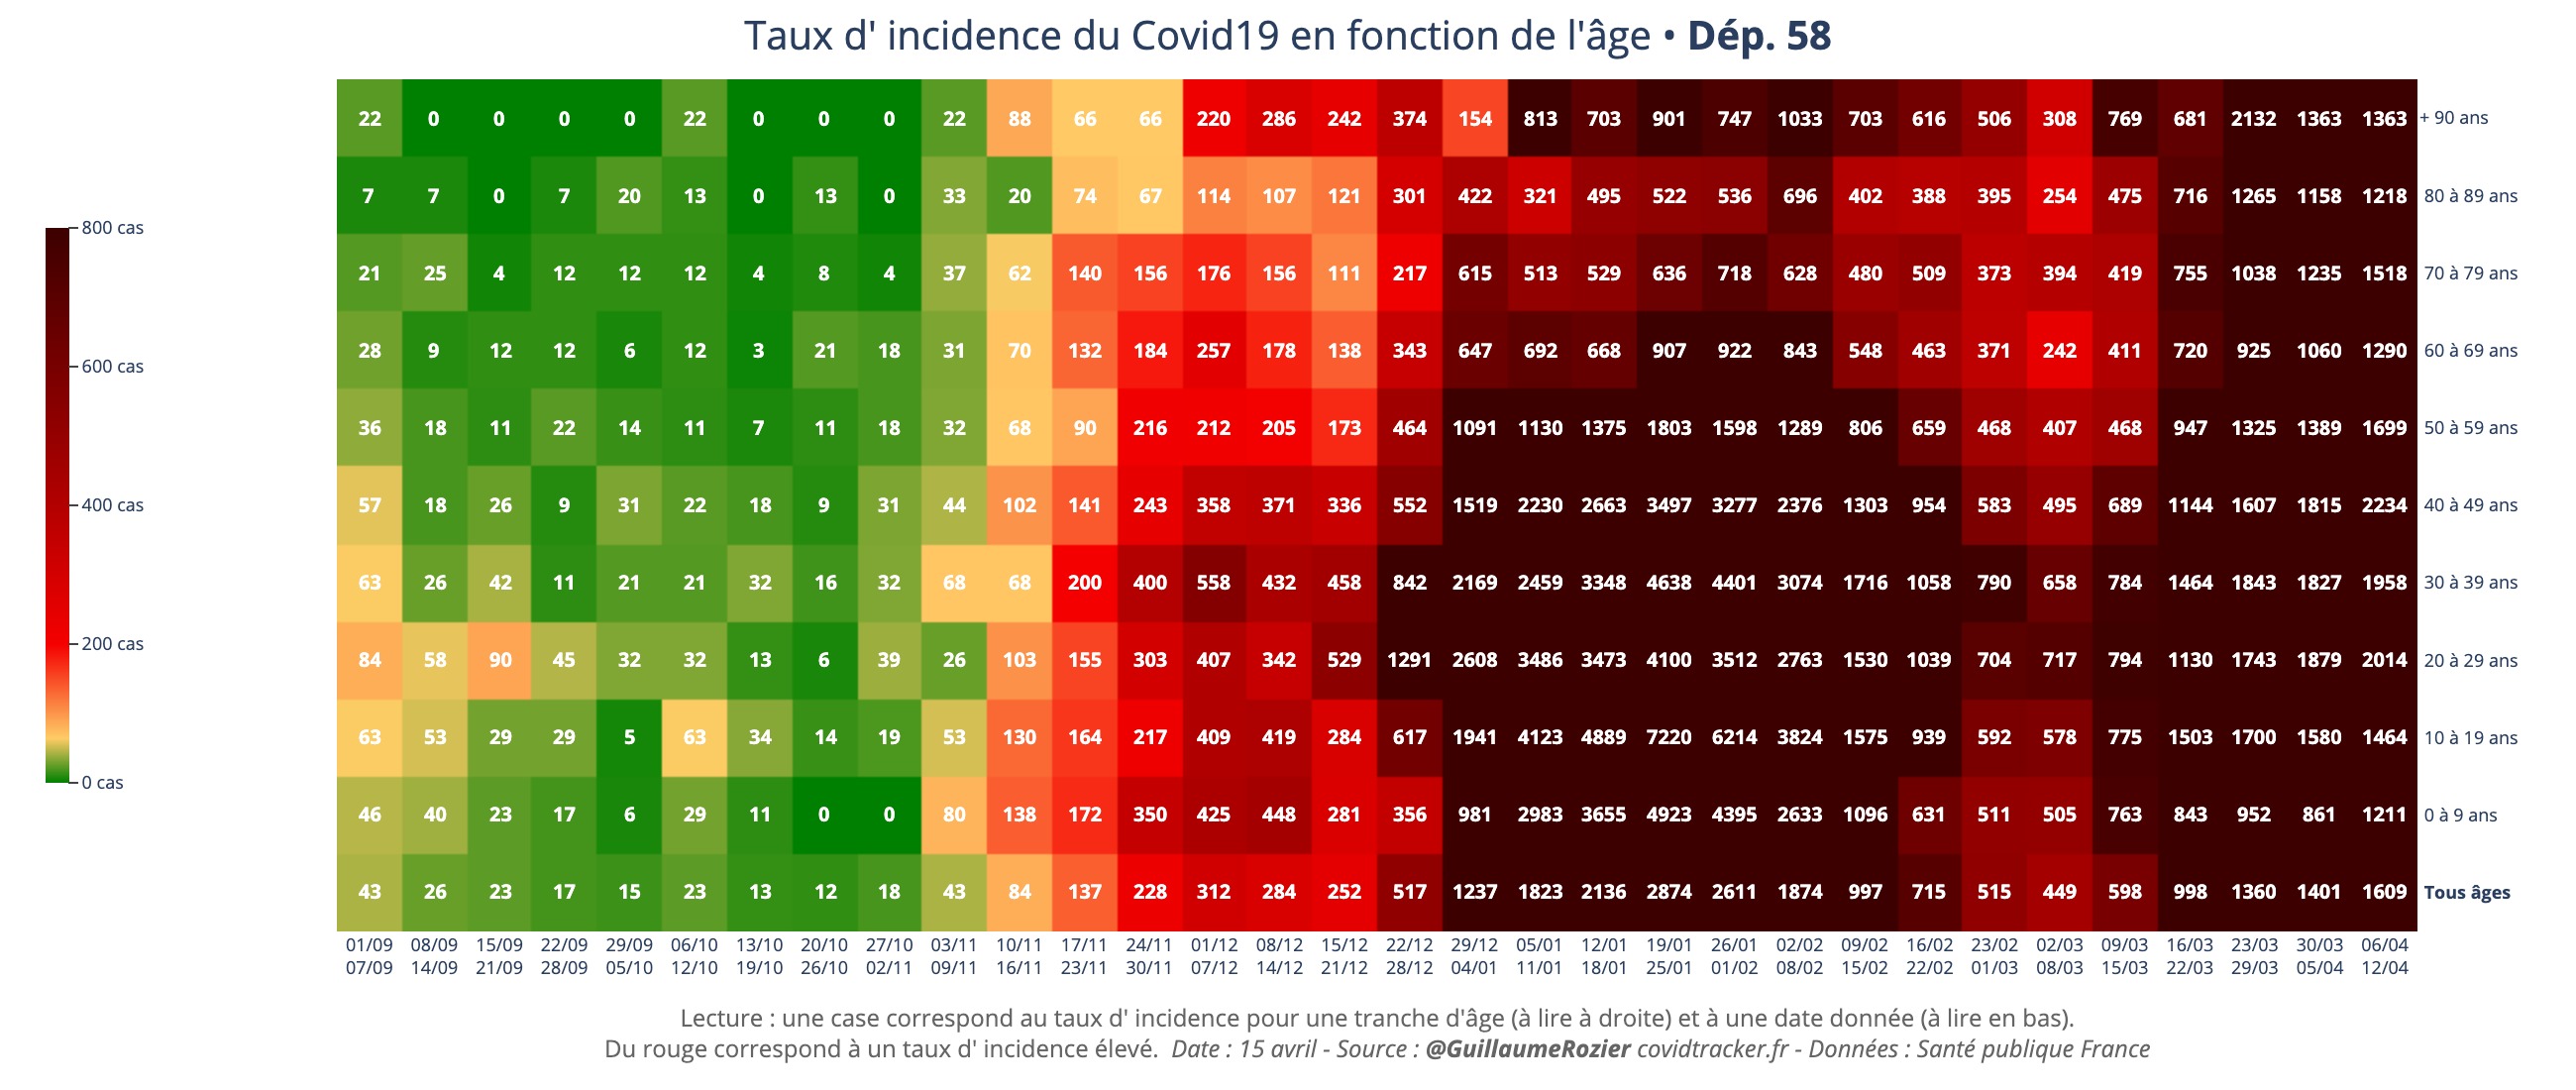 Taux d' incidence du Covid19 en fonction de l'âge • Dép. 58
22 0 0 0 0 22 0 0 0 22 88 66 66 220 286 242 374 154 813 703 901 747 1033 703 616 506 308 769 681 2132 1363 1363 + 90 ans
7 7 0 7 20 13 0 13 0 33 20 74 67 114 107 121 301 422 321 495 522 536 696 402 388 395 254 475 716 1265 1158 1218 80 à 89 ans
800 cas
21 25 4 12 12 12 4 8 4 37 62 140 156 176 156 111 217 615 513 529 636 718 628 480 509 373 394 419 755 1038 1235 1518 70 à 79 ans
28 9 12 12 6 12 3 21 18 31 70 132 184 257 178 138 343 647 692 668 907 922 843 548 463 371 242 411 720 925 1060 1290 60 à 69 ans
600 cas
36 18 11 22 14 11 7 11 18 32 68 90 216 212 205 173 464 1091 1130 1375 1803 1598 1289 806 659 468 407 468 947 1325 1389 1699 50 à 59 ans
400 cas
57 18 26 9 31 22 18 9 31 44 102 141 243 358 371 336 552 1519 2230 2663 3497 3277 2376 1303 954 583 495 689 1144 1607 1815 2234 40 à 49 ans
63 26 42 11 21 21 32 16 32 68 68 200 400 558 432 458 842 2169 2459 3348 4638 4401 3074 1716 1058 790 658 784 1464 1843 1827 1958 30 à 39 ans
200 cas
84 58 90 45 32 32 13 6 39 26 103 155 303 407 342 529 1291 2608 3486 3473 4100 3512 2763 1530 1039 704 717 794 1130 1743 1879 2014 20 à 29 ans
63 53 29 29 5 63 34 14 19 53 130 164 217 409 419 284 617 1941 4123 4889 7220 6214 3824 1575 939 592 578 775 1503 1700 1580 1464 10 à 19 ans
0 cas
46 40 23 17 6 29 11 0 0 80 138 172 350 425 448 281 356 981 2983 3655 4923 4395 2633 1096 631 511 505 763 843 952 861 1211 0 à 9 ans
43 26 23 17 15 23 13 12 18 43 84 137 228 312 284 252 517 1237 1823 2136 2874 2611 1874 997 715 515 449 598 998 1360 1401 1609 Tous âges
01/09 08/09 15/09 22/09 29/09 06/10 13/10 20/10 27/10 03/11 10/11 17/11 24/11 01/12 08/12 15/12 22/12 29/12 05/01 12/01 19/01 26/01 02/02 09/02 16/02 23/02 02/03 09/03 16/03 23/03 30/03 06/04
07/09 14/09 21/09 28/09 05/10 12/10 19/10 26/10 02/11 09/11 16/11 23/11 30/11 07/12 14/12 21/12 28/12 04/01 11/01 18/01 25/01 01/02 08/02 15/02 22/02 01/03 08/03 15/03 22/03 29/03 05/04 12/04
Lecture : une case correspond au taux d' incidence pour une tranche d'âge (à lire à droite) et à une date donnée (à lire en bas).
Du rouge correspond à un taux d' incidence élevé. Date : 15 avril - Source : @GuillaumeRozier covidtracker.fr - Données : Santé publique France